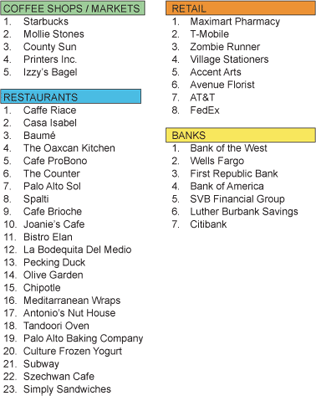 COFFEE SHOPS / MARKETS
1. Starbucks
2. Mollie Stones
3. County Sun
4. Printers Inc.
5. Izzy's Bagel
RESTAURANTS
1. Caffe Riace
2. Casa Isabel
3. Baumé
4. The Oaxcan Kitchen
5. Cafe ProBono
6. The Counter
7. Palo Alto Sol
8. Spalti
9. Cafe Brioche
10. Joanie's Cafe
11. Bistro Elan
12. La Bodequita Del Medio
13. Pecking Duck
14. Olive Garden
15. Chipotle
16. Meditarranean Wraps
17. Antonio's Nut House
18. Tandoori Oven
19. Palo Alto Baking Company
20. Culture Frozen Yogurt
21. Subway
22. Szechwan Cafe
23. Simply Sandwiches
RETAIL
1. Maximart Pharmacy
2. T-Mobile
3. Zombie Runner
4. Village Stationers
5. Accent Arts
6. Avenue Florist
7. AT&T
8. FedEx
BANKS
1. Bank of the West
2. Wells Fargo
3. First Republic Bank
4. Bank of America
5. SVB Financial Group
6. Luther Burbank Savings
7. Citibank